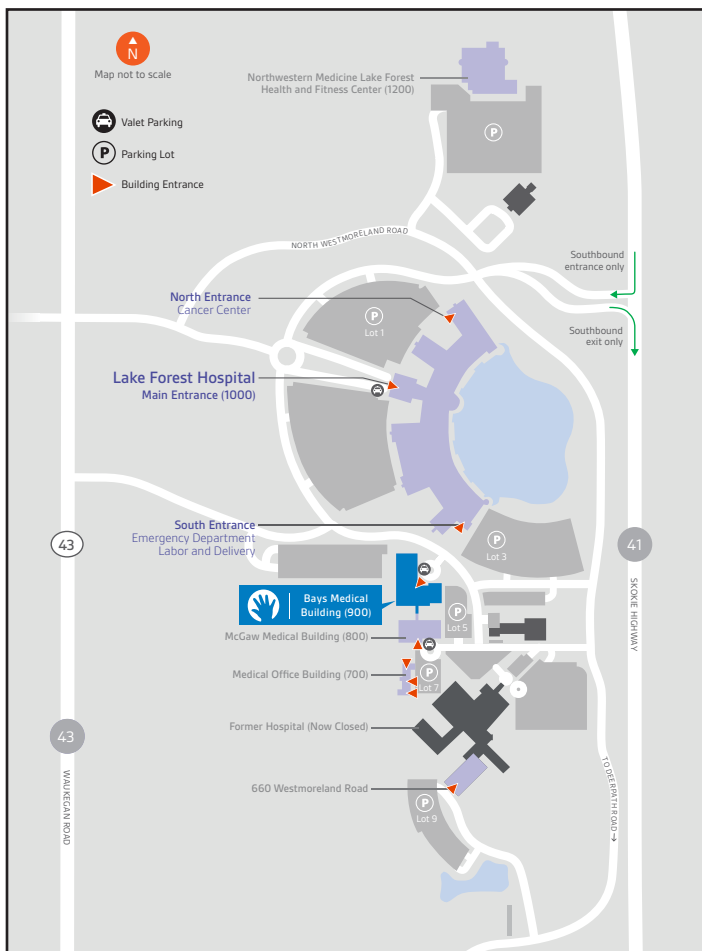 N
Map not to scale
Valet Parking
P
Parking Lot
Building Entrance
Northwestern Medicine Lake Forest
Health and Fitness Center (1200)
P
NORTH WESTMORELAND ROAD
Southbound
entrance only
North Entrance
Cancer Center
P
Lot 1
Southbound
exit only
Lake Forest Hospital
Main Entrance (1000)
South Entrance
Emergency Department
Labor and Delivery
P
Lot 3
43
41
Bays Medical
Building (900)
P
Lot 5
SKOKIE HIGHWAY
McGaw Medical Building (800)
Medical Office Building (700)
P
Lot 7
Former Hospital (Now Closed)
43
660 Westmoreland Road
P
Lot 9
WAUKEGAN ROAD
TO DEERPATH ROAD →